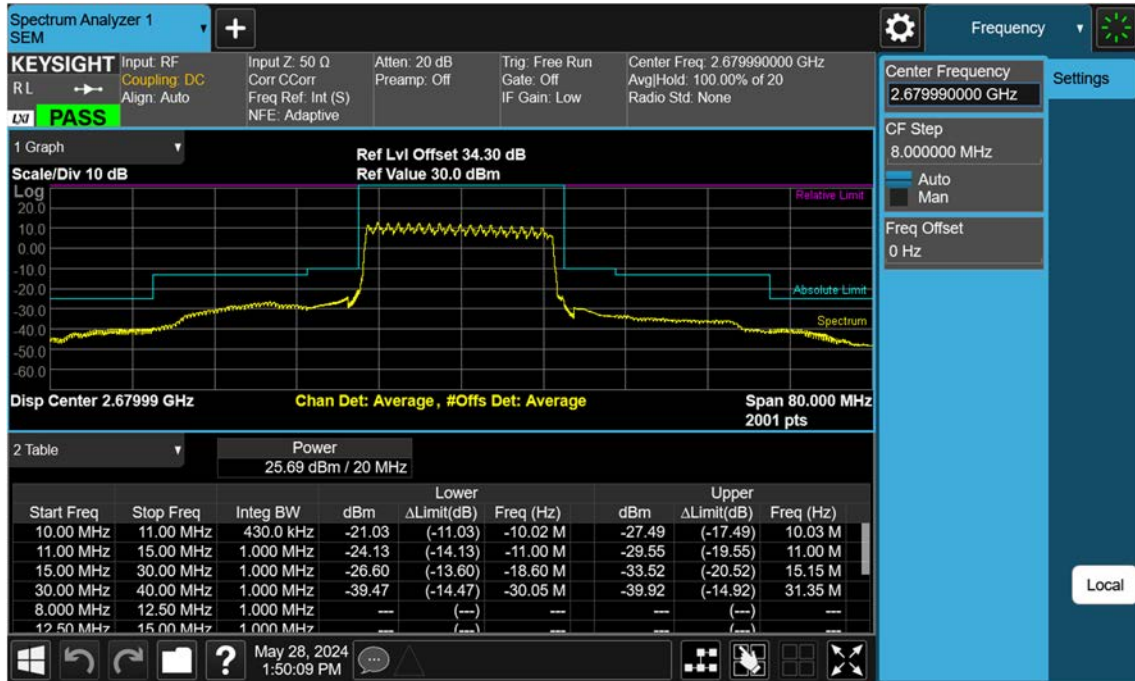 Spectrum Analyzer 1
SEM
Frequency
KEYSIGHT
R L
LXI PASS
Input: RF
Coupling: DC
Align: Auto
Input Z: 50 Ω
Corr CCorr
Freq Ref: Int (S)
NFE: Adaptive
Atten: 20 dB
Preamp: Off
Trig: Free Run
Gate: Off
IF Gain: Low
Center Freq: 2.679990000 GHz
Avg|Hold: 100.00% of 20
Radio Std: None
Center Frequency
2.679990000 GHz
Settings
CF Step
8.000000 MHz
Auto
Man
Freq Offset
0 Hz
Local
1 Graph
Scale/Div 10 dB
Ref Lvl Offset 34.30 dB
Ref Value 30.0 dBm
Log
20.0
10.0
0.00
-10.0
-20.0
-30.0
-40.0
-50.0
-60.0
Relative Limit
Absolute Limit
Spectrum
Disp Center 2.67999 GHz
Chan Det: Average, #Offs Det: Average
Span 80.000 MHz
2001 pts
2 Table
Power
25.69 dBm / 20 MHz
Lower Upper
Start Freq Stop Freq Integ BW dBm ΔLimit(dB) Freq (Hz) dBm ΔLimit(dB) Freq (Hz)
10.00 MHz 11.00 MHz 430.0 kHz -21.03 (-11.03) -10.02 M -27.49 (-17.49) 10.03 M
11.00 MHz 15.00 MHz 1.000 MHz -24.13 (-14.13) -11.00 M -29.55 (-19.55) 11.00 M
15.00 MHz 30.00 MHz 1.000 MHz -26.60 (-13.60) -18.60 M -33.52 (-20.52) 15.15 M
30.00 MHz 40.00 MHz 1.000 MHz -39.47 (-14.47) -30.05 M -39.92 (-14.92) 31.35 M
8.000 MHz 12.50 MHz 1.000 MHz --- (---) --- --- (---) ---
12.50 MHz 15.00 MHz 1.000 MHz --- (---) --- --- (---) ---
May 28, 2024
1:50:09 PM